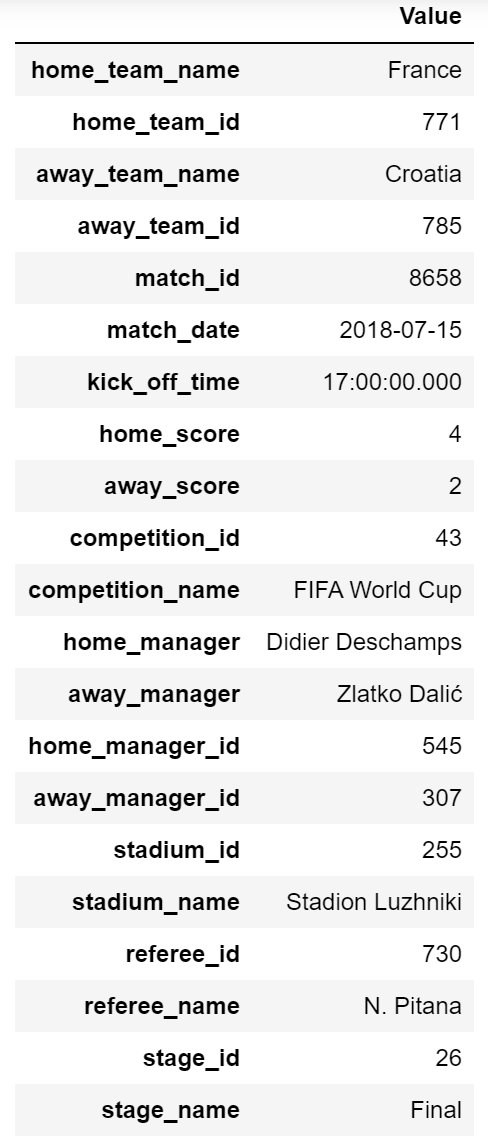 Value
home_team_name France
home_team_id 771
away_team_name Croatia
away_team_id 785
match_id 8658
match_date 2018-07-15
kick_off_time 17:00:00.000
home_score 4
away_score 2
competition_id 43
competition_name FIFA World Cup
home_manager Didier Deschamps
away_manager Zlatko Dalić
home_manager_id 545
away_manager_id 307
stadium_id 255
stadium_name Stadion Luzhniki
referee_id 730
referee_name N. Pitana
stage_id 26
stage_name Final